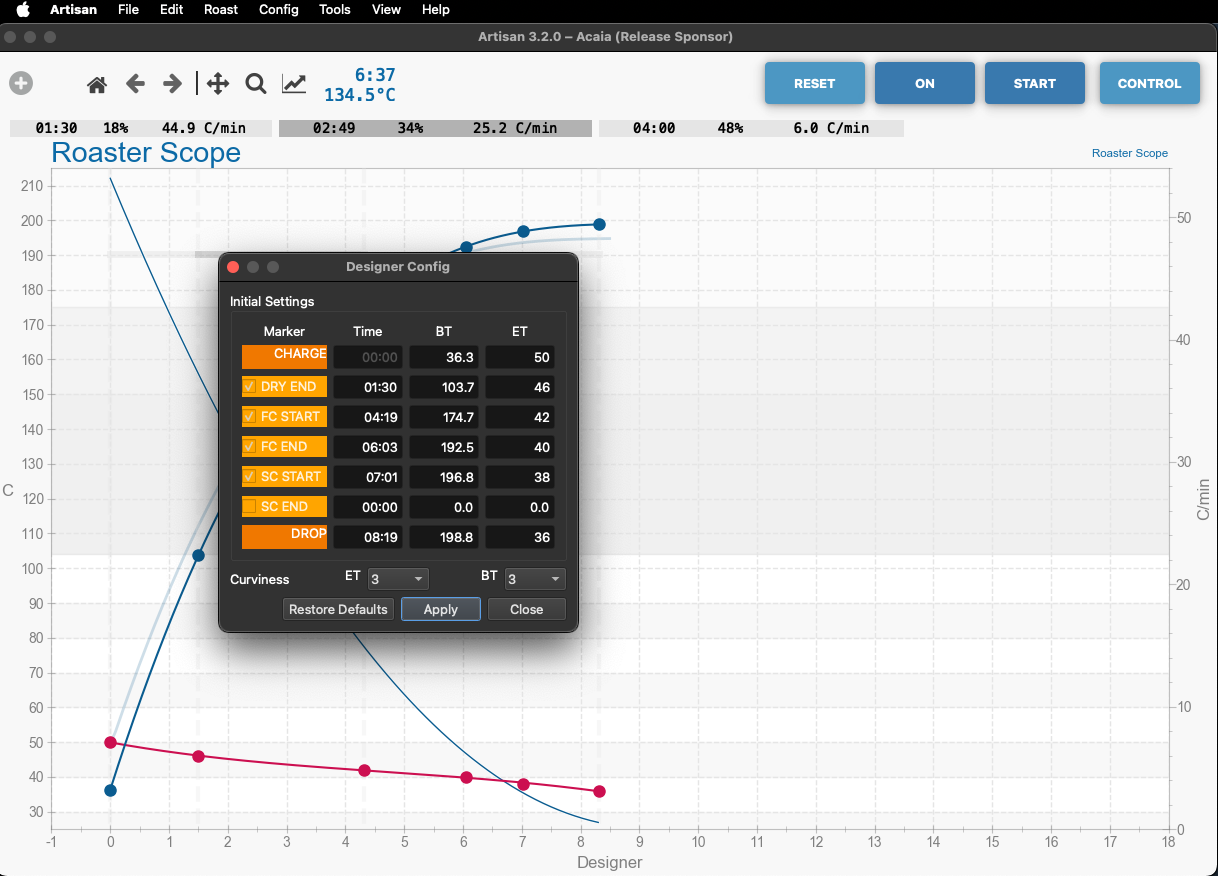 Artisan File Edit Roast Config Tools View Help
Artisan 3.2.0 – Acaia (Release Sponsor)
6:37
134.5°C
RESET ON START CONTROL
01:30 18% 44.9 C/min 02:49 34% 25.2 C/min 04:00 48% 6.0 C/min
Roaster Scope
Roaster Scope
210
200
190
180
170
160
150
140
130
120
110
100
90
80
70
60
50
40
30
C
Designer Config
Initial Settings
Marker Time BT ET
CHARGE 00:00 36.3 50
DRY END 01:30 103.7 46
FC START 04:19 174.7 42
FC END 06:03 192.5 40
SC START 07:01 196.8 38
SC END 00:00 0.0 0.0
DROP 08:19 198.8 36
Curviness ET 3 BT 3
Restore Defaults Apply Close
50
40
30
20
10
0
C/min
-1 0 1 2 3 4 5 6 7 8 9 10 11 12 13 14 15 16 17 18
Designer